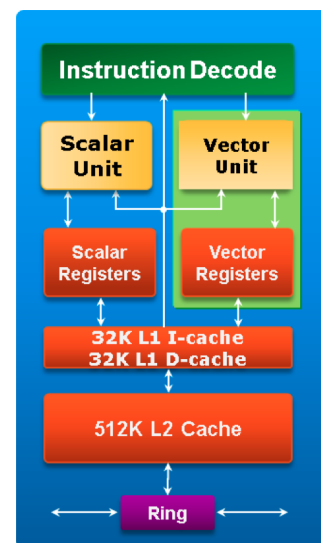 Instruction Decode
Scalar
Unit
Vector
Unit
Scalar
Registers
Vector
Registers
32K L1 I-cache
32K L1 D-cache
512K L2 Cache
Ring